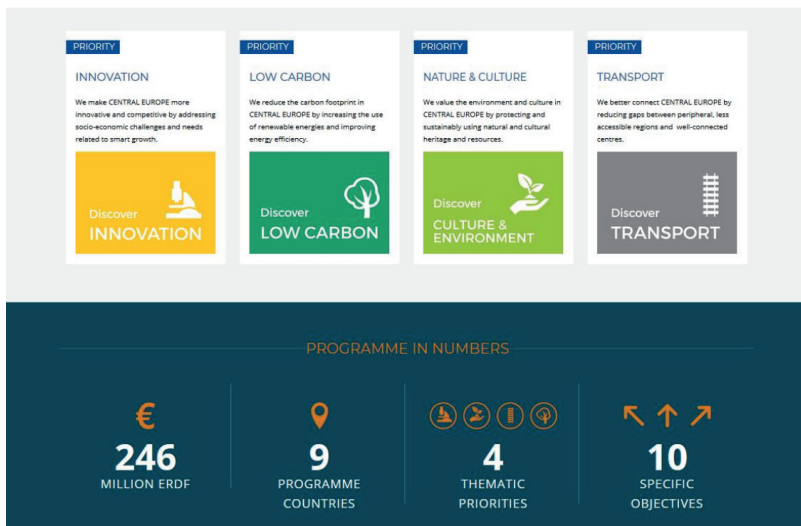 PRIORITY
INNOVATION
We make CENTRAL EUROPE more
innovative and competitive by addressing
socio-economic challenges and needs
related to smart growth.
Discover
INNOVATION
PRIORITY
LOW CARBON
We reduce the carbon footprint in
CENTRAL EUROPE by increasing the use
of renewable energies and improving
energy efficiency.
Discover
LOW CARBON
PRIORITY
NATURE & CULTURE
We value the environment and culture in
CENTRAL EUROPE by protecting and
sustainably using natural and cultural
heritage and resources.
Discover
CULTURE &
ENVIRONMENT
PRIORITY
TRANSPORT
We better connect CENTRAL EUROPE by
reducing gaps between peripheral, less
accessible regions and well-connected
centres.
Discover
TRANSPORT
PROGRAMME IN NUMBERS
€
246
MILLION ERDF
9
PROGRAMME
COUNTRIES
4
THEMATIC
PRIORITIES
10
SPECIFIC
OBJECTIVES